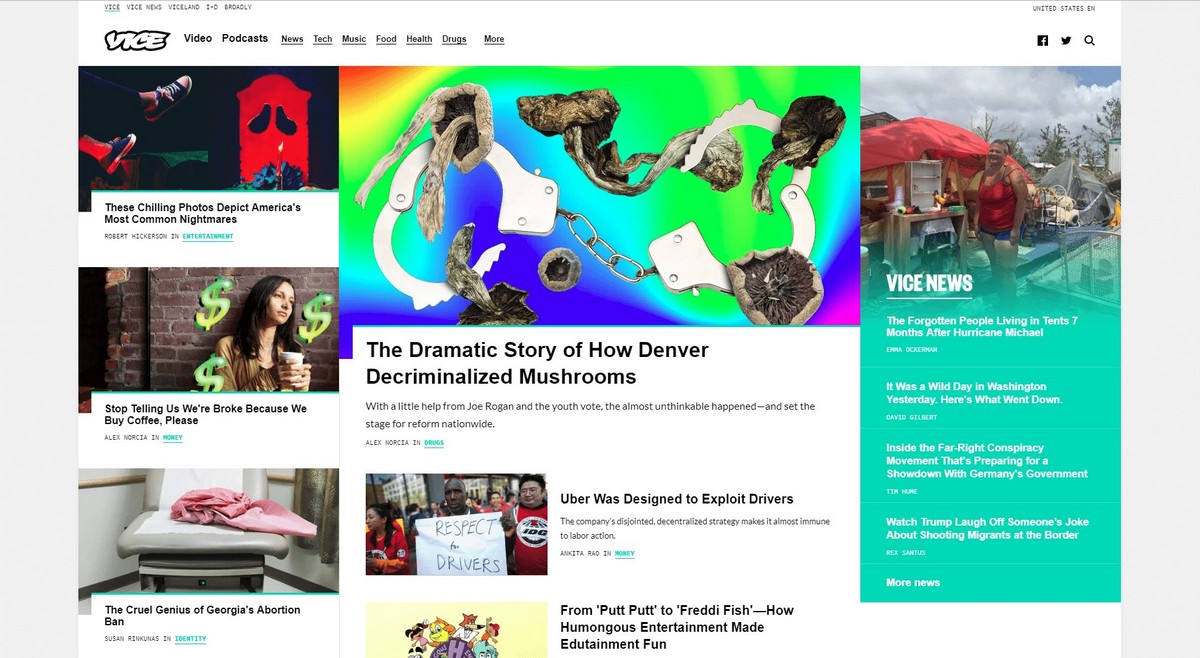 VICE VICE NEWS VICELAND I-D BROADLY
UNITED STATES EN
VICE
Video Podcasts News Tech Music Food Health Drugs More
These Chilling Photos Depict America's
Most Common Nightmares
ROBERT HICKERSON IN ENTERTAINMENT
Stop Telling Us We're Broke Because We
Buy Coffee, Please
ALEX NORCIA IN MONEY
The Cruel Genius of Georgia's Abortion
Ban
SUSAN RINKUNAS IN IDENTITY
The Dramatic Story of How Denver
Decriminalized Mushrooms
With a little help from Joe Rogan and the youth vote, the almost unthinkable happened—and set the
stage for reform nationwide.
ALEX NORCIA IN DRUGS
RESPECT
for
DRIVERS
IDG
Uber Was Designed to Exploit Drivers
The company's disjointed, decentralized strategy makes it almost immune
to labor action.
ANKITA RAO IN MONEY
H
From 'Putt Putt' to 'Freddi Fish'—How
Humongous Entertainment Made
Edutainment Fun
VICE NEWS
The Forgotten People Living in Tents 7
Months After Hurricane Michael
EMMA OCKERMAN
It Was a Wild Day in Washington
Yesterday. Here's What Went Down.
DAVID GILBERT
Inside the Far-Right Conspiracy
Movement That's Preparing for a
Showdown With Germany's Government
TIM HUME
Watch Trump Laugh Off Someone's Joke
About Shooting Migrants at the Border
REX SANTUS
More news